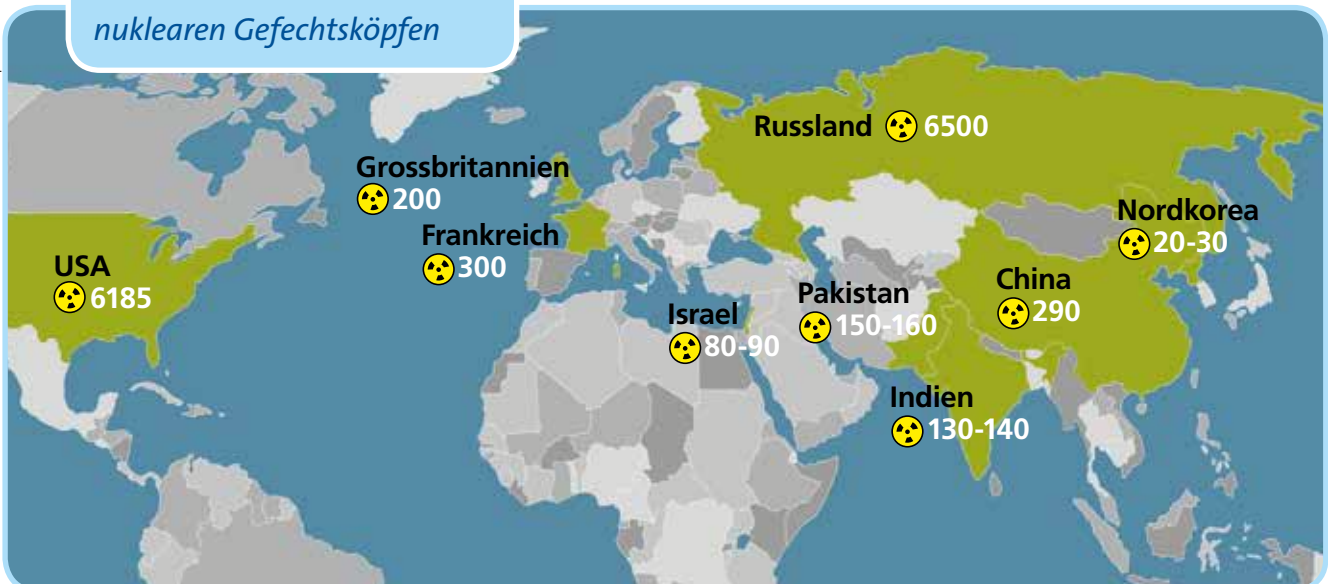 nuklearen Gefechtsköpfen
Russland 6500
Grossbritannien
200
Frankreich
300
USA
6185
Nordkorea
20-30
China
290
Pakistan
150-160
Israel
80-90
Indien
130-140